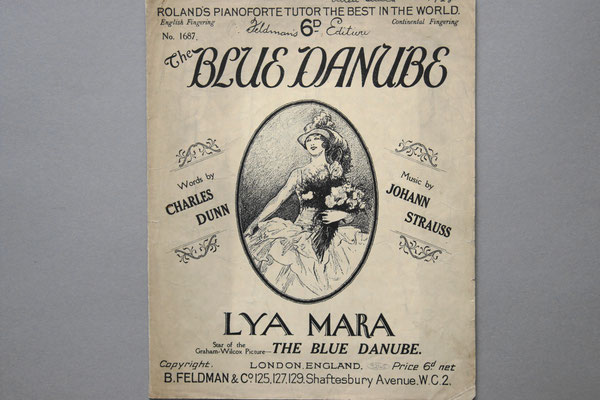 ROLAND'S PIANOFORTE TUTOR THE BEST IN THE WORLD.
English Fingering
Continental Fingering
No. 1687.
Feldmans 6D Edition
The BLUE DANUBE
Words by
CHARLES
DUNN
Music by
JOHANN
STRAUSS
LYA MARA
Star of the
Graham-Wilcox Picture— THE BLUE DANUBE.
Copyright. LONDON, ENGLAND. Price 6d net
B. FELDMAN & Co 125, 127, 129, Shaftesbury Avenue, W.C. 2.